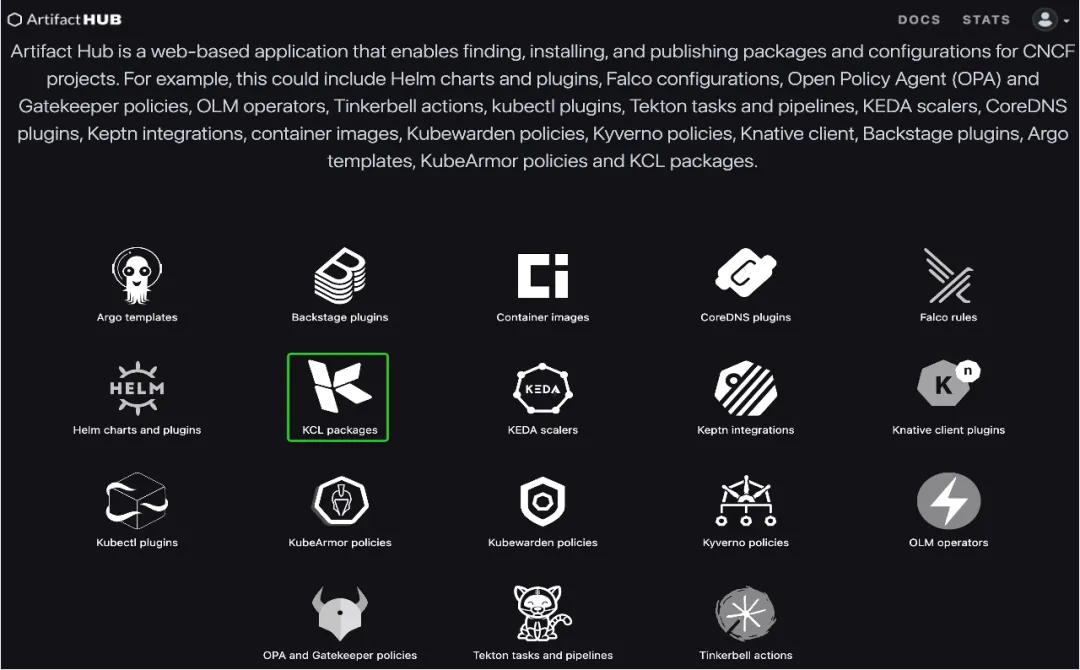 Artifact HUB
DOCS STATS
Artifact Hub is a web-based application that enables finding, installing, and publishing packages and configurations for CNCF
projects. For example, this could include Helm charts and plugins, Falco configurations, Open Policy Agent (OPA) and
Gatekeeper policies, OLM operators, Tinkerbell actions, kubectl plugins, Tekton tasks and pipelines, KEDA scalers, CoreDNS
plugins, Keptn integrations, container images, Kubewarden policies, Kyverno policies, Knative client, Backstage plugins, Argo
templates, KubeArmor policies and KCL packages.
Ci
Argo templates
Backstage plugins
Container images
CoreDNS plugins
Falco rules
HELM
KEDA
K n
Helm charts and plugins
KCL packages
KEDA scalers
Keptn integrations
Knative client plugins
Kubectl plugins
KubeArmor policies
Kubewarden policies
Kyverno policies
OLM operators
OPA and Gatekeeper policies
Tekton tasks and pipelines
Tinkerbell actions